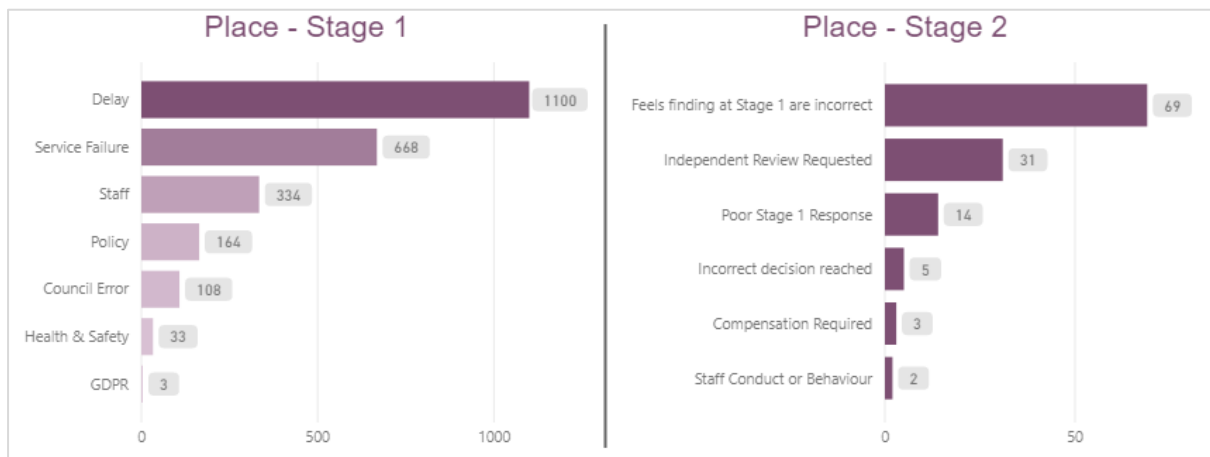 Place - Stage 1
Delay 1100
Service Failure 668
Staff 334
Policy 164
Council Error 108
Health & Safety 33
GDPR 3
0 500 1000
Place - Stage 2
Feels finding at Stage 1 are incorrect 69
Independent Review Requested 31
Poor Stage 1 Response 14
Incorrect decision reached 5
Compensation Required 3
Staff Conduct or Behaviour 2
0 50